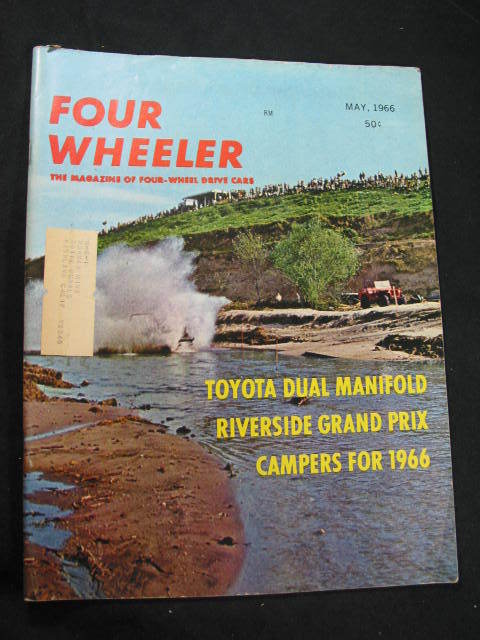 FOUR
WHEELER
THE MAGAZINE OF FOUR-WHEEL DRIVE CARS
RM
MAY, 1966
50¢
TOYOTA DUAL MANIFOLD
RIVERSIDE GRAND PRIX
CAMPERS FOR 1966